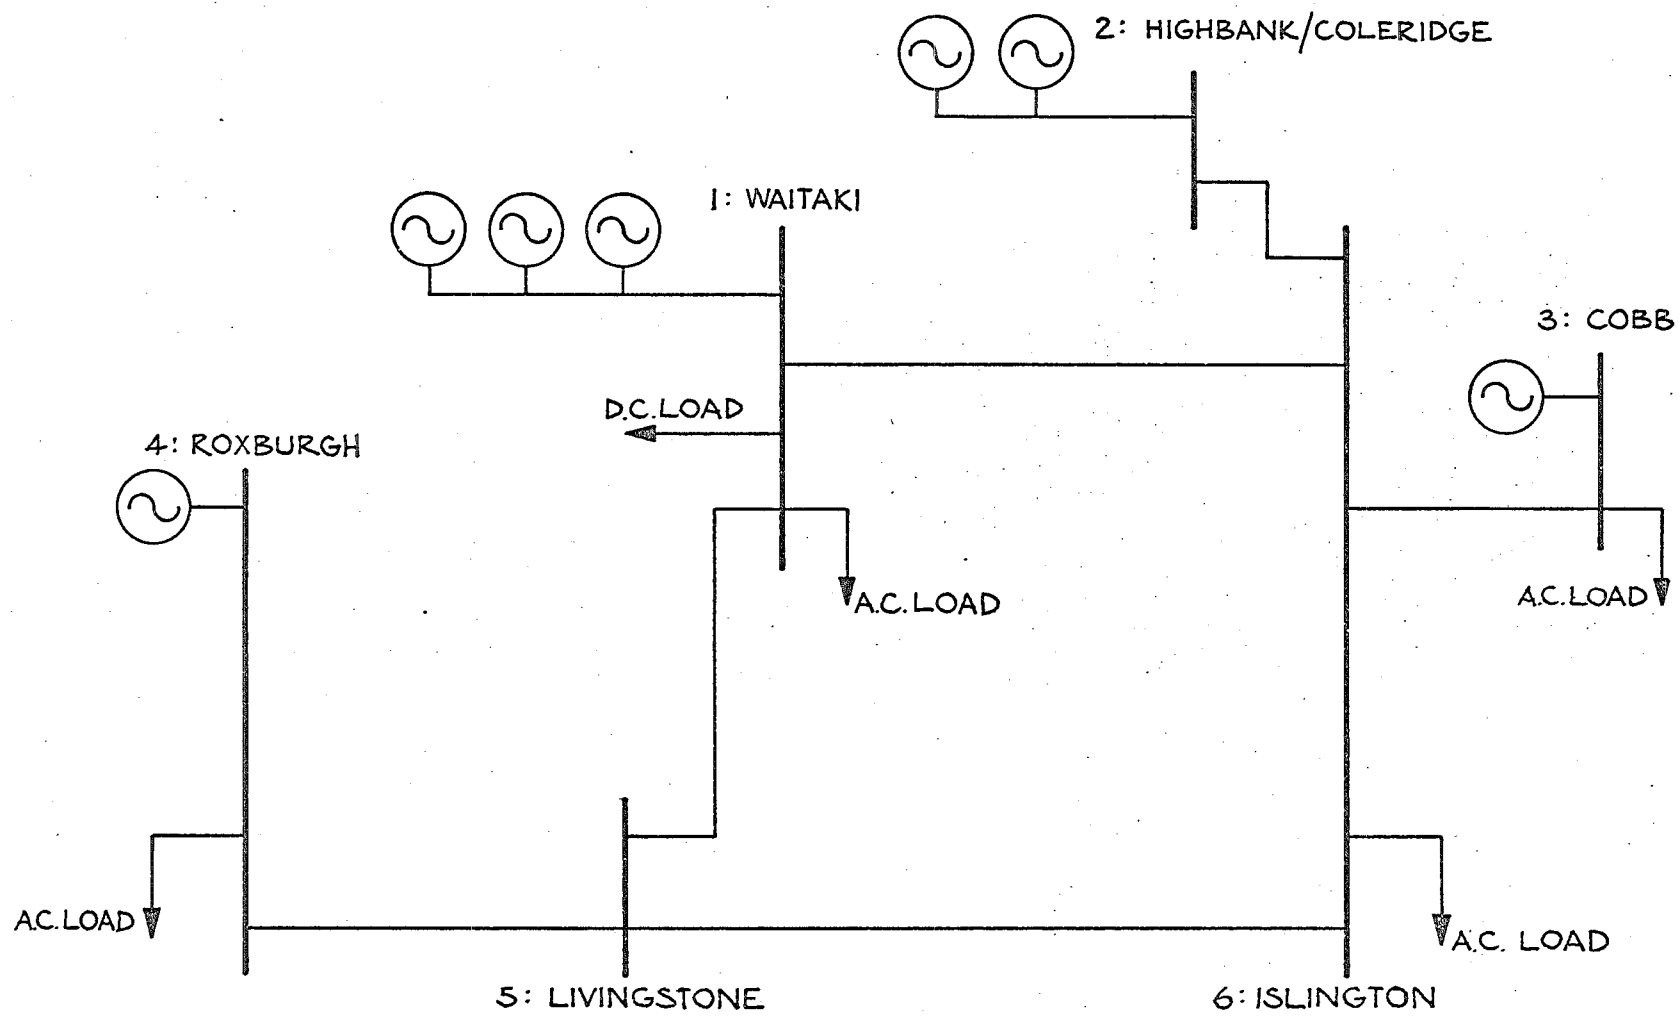 2: HIGHBANK/COLERIDGE
1: WAITAKI
3: COBB
D.C. LOAD
4: ROXBURGH
A.C. LOAD
A.C. LOAD
A.C. LOAD
A.C. LOAD
5: LIVINGSTONE
6: ISLINGTON